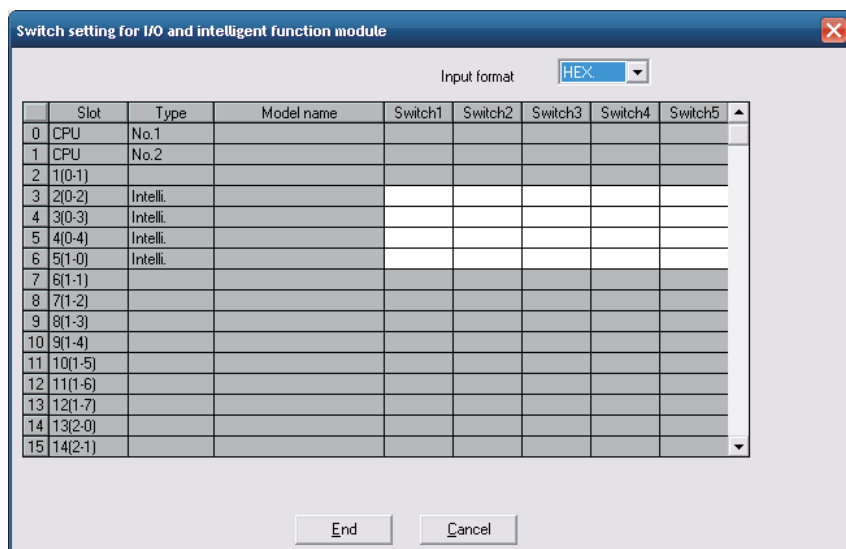 Switch setting for I/O and intelligent function module
Input format HEX.
Slot Type Model name Switch1 Switch2 Switch3 Switch4 Switch5
0 CPU No.1
1 CPU No.2
2 1(0-1)
3 2(0-2) Intelli.
4 3(0-3) Intelli.
5 4(0-4) Intelli.
6 5(1-0) Intelli.
7 6(1-1)
8 7(1-2)
9 8(1-3)
10 9(1-4)
11 10(1-5)
12 11(1-6)
13 12(1-7)
14 13(2-0)
15 14(2-1)
End Cancel